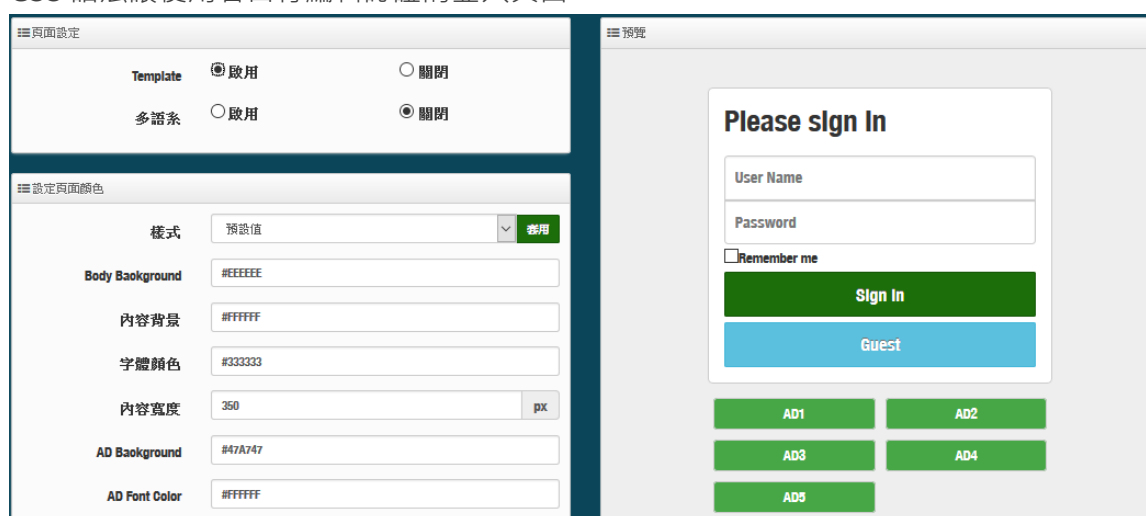 頁面設定
Template 啟用 關閉
多語系 啟用 關閉
設定頁面顏色
樣式 預設值 套用
Body Background #EEEEEE
內容背景 #FFFFFF
字體顏色 #333333
內容寬度 350 px
AD Background #47A747
AD Font Color #FFFFFF
預覽
Please sign In
User Name
Password
Remember me
Sign In
Guest
AD1 AD2
AD3 AD4
AD5